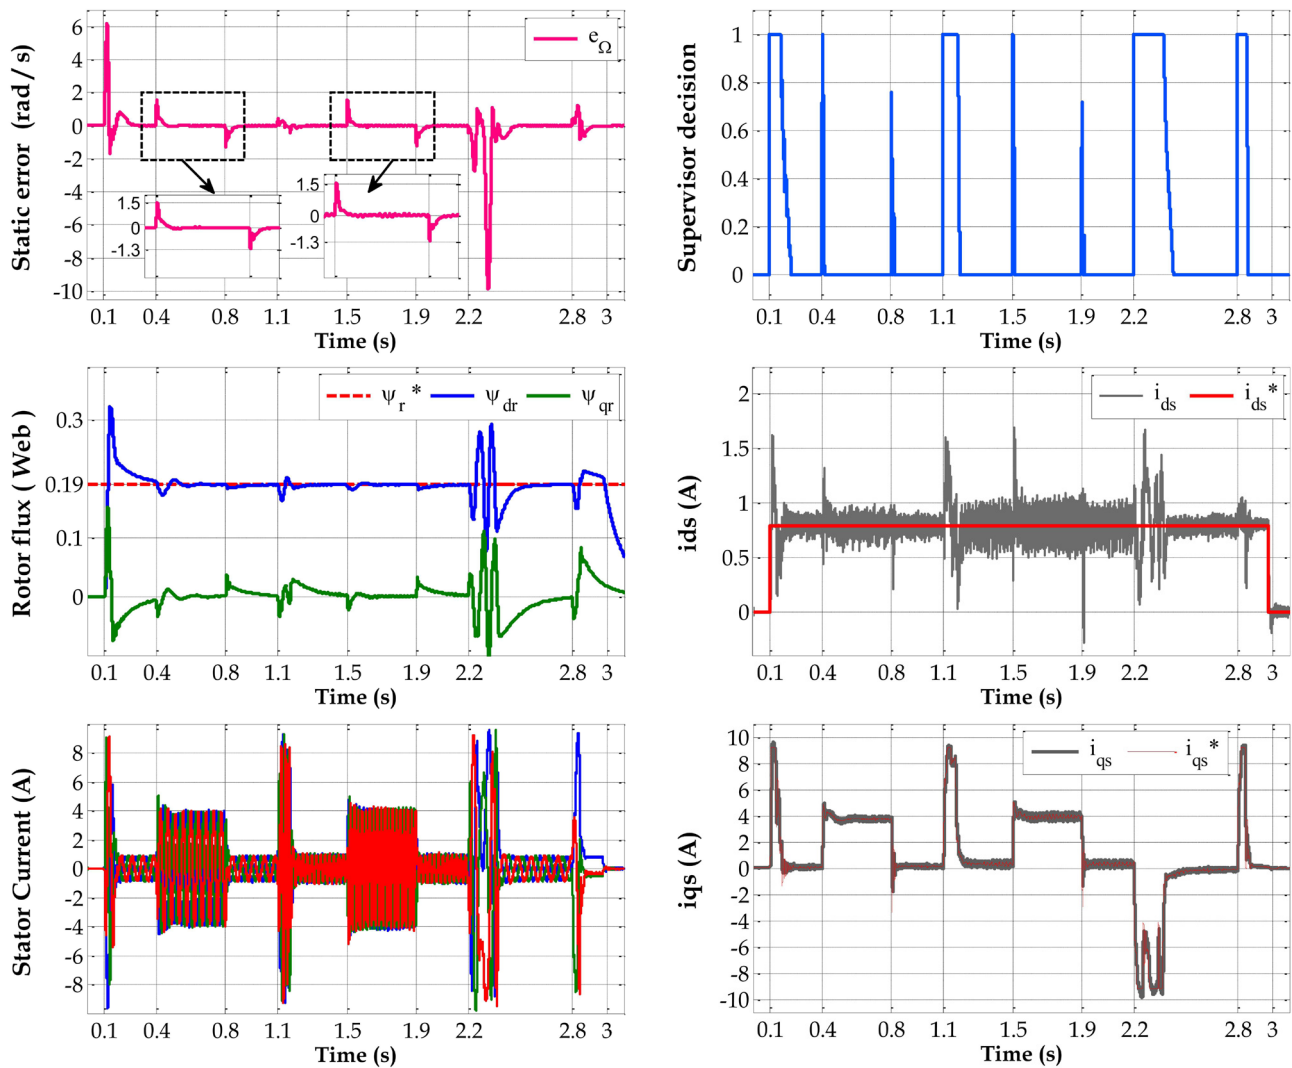 Static error (rad / s)
6
4
2
0
-2
-4
-6
-8
-10
e_Ω
1.5
0
-1.3
1.5
0
-1.3
0.1 0.4 0.8 1.1 1.5 1.9 2.2 2.8 3
Time (s)
Supervisor decision
1
0.8
0.6
0.4
0.2
0
0.1 0.4 0.8 1.1 1.5 1.9 2.2 2.8 3
Time (s)
Rotor flux ( Web )
0.3
0.19
0.1
0
ψ_r * ψ_dr ψ_qr
0.1 0.4 0.8 1.1 1.5 1.9 2.2 2.8 3
Time (s)
ids (A)
2
1.5
1
0.5
0
i_ds i_ds*
0.1 0.4 0.8 1.1 1.5 1.9 2.2 2.8 3
Time (s)
Stator Current (A)
8
6
4
2
0
-2
-4
-6
-8
0.1 0.4 0.8 1.1 1.5 1.9 2.2 2.8 3
Time (s)
iqs (A)
10
8
6
4
2
0
-2
-4
-6
-8
-10
i_qs i_qs*
0.1 0.4 0.8 1.1 1.5 1.9 2.2 2.8 3
Time (s)